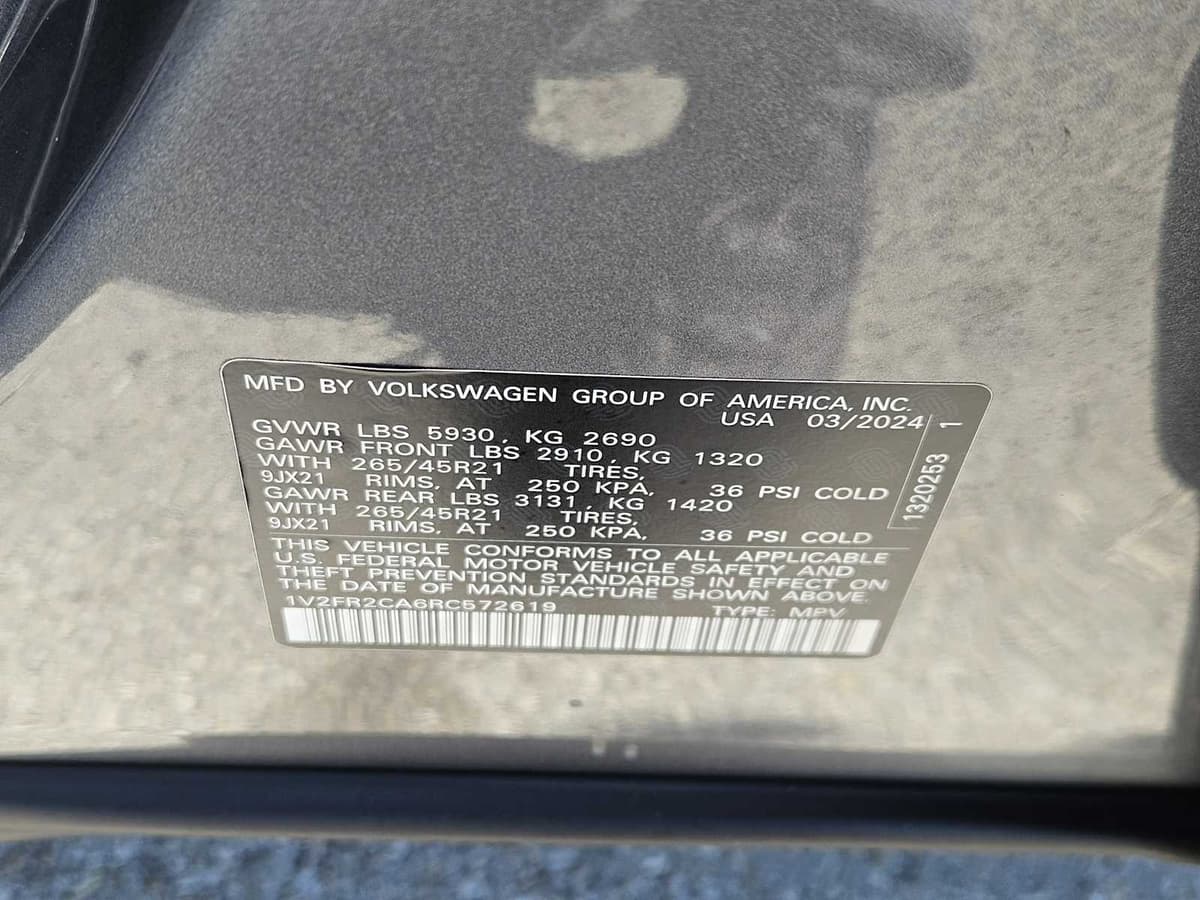 MFD BY VOLKSWAGEN GROUP OF AMERICA, INC.
USA 03/2024
GVWR LBS 5930, KG 2690
GAWR FRONT LBS 2910, KG 1320
WITH 265/45R21 TIRES,
9JX21 RIMS, AT 250 KPA, 36 PSI COLD
GAWR REAR LBS 3131, KG 1420
WITH 265/45R21 TIRES,
9JX21 RIMS, AT 250 KPA, 36 PSI COLD
1320253 1
THIS VEHICLE CONFORMS TO ALL APPLICABLE
U.S. FEDERAL MOTOR VEHICLE SAFETY AND
THEFT PREVENTION STANDARDS IN EFFECT ON
THE DATE OF MANUFACTURE SHOWN ABOVE.
1V2FR2CA6RC572619 TYPE: MPV